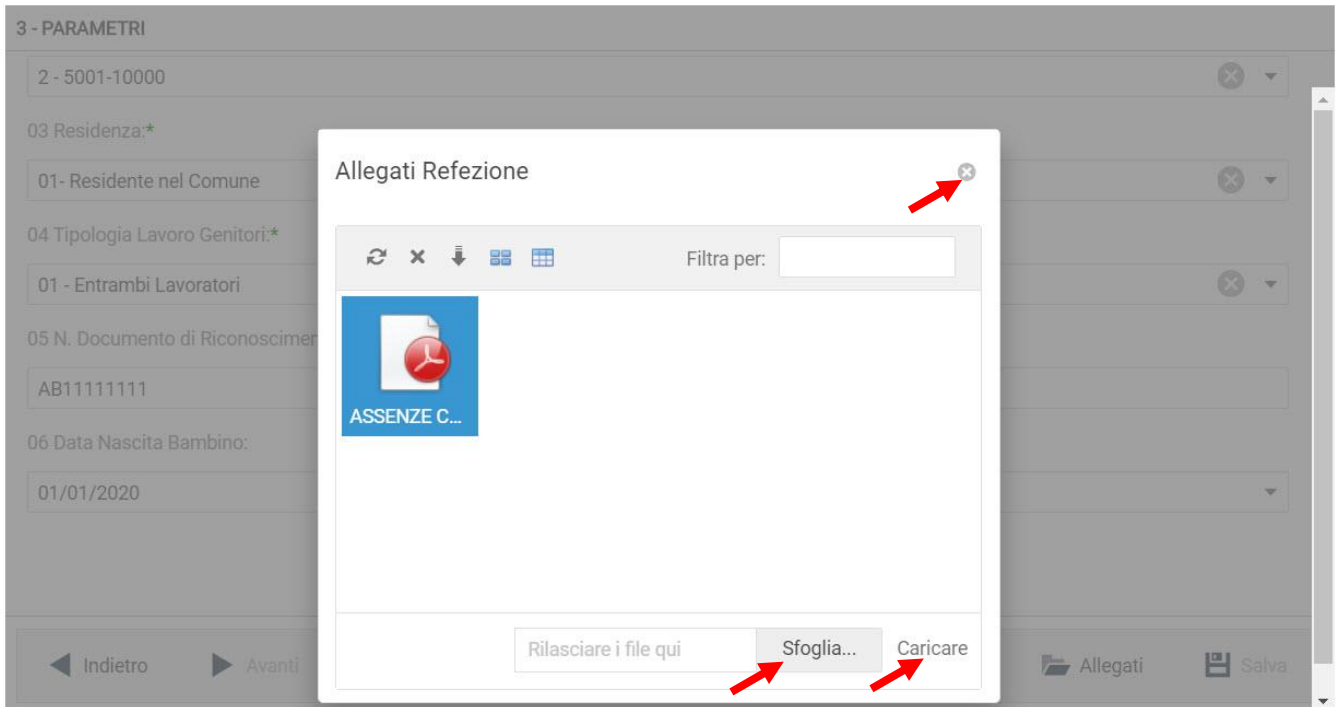 3 - PARAMETRI
2 - 5001-10000
03 Residenza:*
01- Residente nel Comune
04 Tipologia Lavoro Genitori:*
01 - Entrambi Lavoratori
05 N. Documento di Riconoscimen
AB11111111
06 Data Nascita Bambino:
01/01/2020
Allegati Refezione
Filtra per:
ASSENZE C...
Rilasciare i file qui Sfoglia... Caricare
Indietro Avanti Allegati Salva